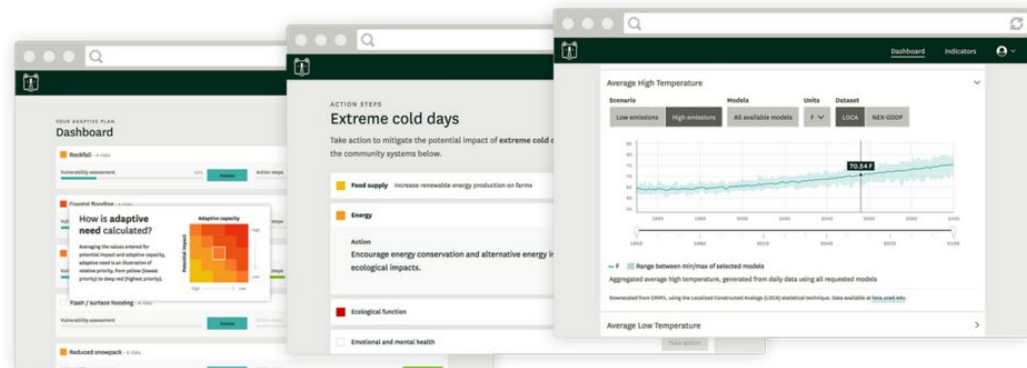 YOUR ADAPTIVE PLAN
Dashboard
Rockfall
Vulnerability assessment
Action steps
Coastal flooding
How is adaptive
need calculated?
Averaging the values entered for
potential impact and adaptive capacity,
adaptive need is an illustration of
relative priority, from yellow (lowest
priority) to deep red (highest priority).
Adaptive capacity
Potential impact
High
Low
High
Low
Flash / surface flooding
Vulnerability assessment
Reduced snowpack
ACTION STEPS
Extreme cold days
Take action to mitigate the potential impact of extreme cold
the community systems below.
Food supply Increase renewable energy production on farms
Energy
Action
Encourage energy conservation and alternative energy
ecological impacts.
Ecological function
Emotional and mental health
Take action
Dashboard Indicators
Average High Temperature
Scenario Models Units Dataset
Low emissions High emissions All available models F LOCA NEX-GDDP
70.54 F
F Range between min/max of selected models
Aggregated average high temperature, generated from daily data using all requested models
Downloaded from CMIP5, using the Localized Constructed Analogs (LOCA) statistical technique. Data available at loca.ucsd.edu.
Average Low Temperature